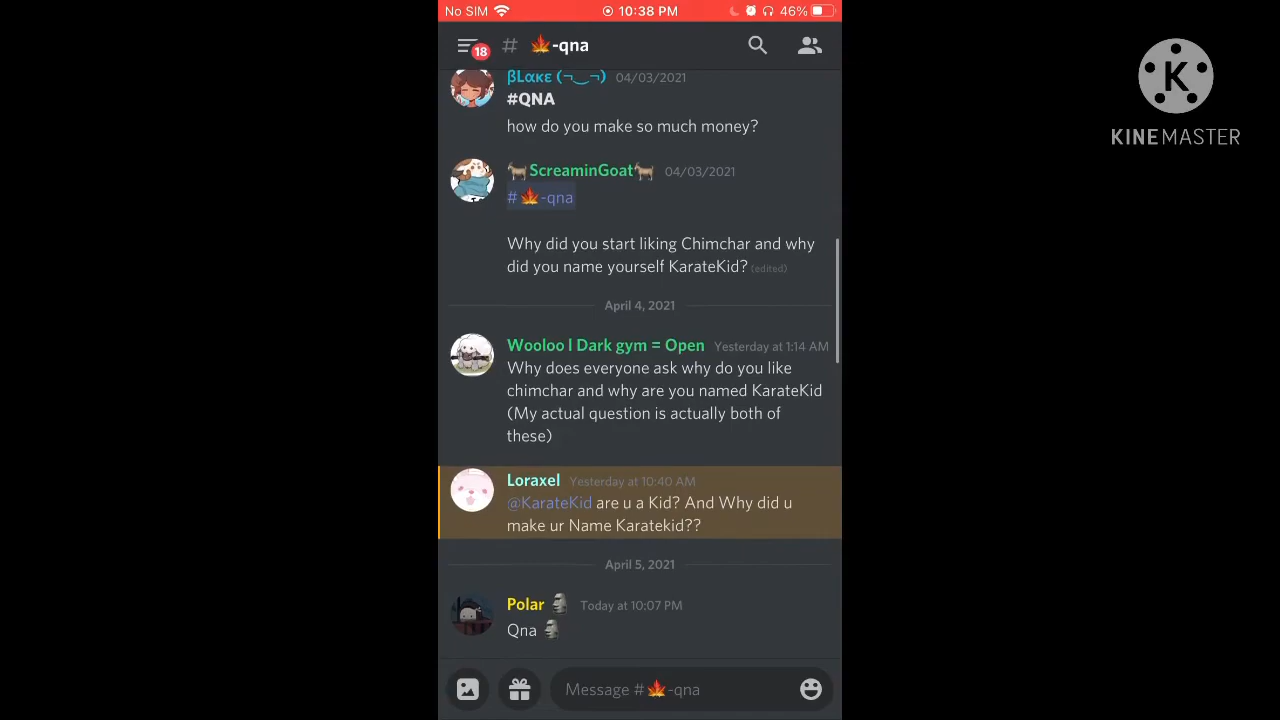 No SIM 10:38 PM 46%
18 # 🍁-qna
βLακε (¬‿¬) 04/03/2021
#QNA
how do you make so much money?
🐐ScreaminGoat🐐 04/03/2021
#🍁-qna
Why did you start liking Chimchar and why
did you name yourself KarateKid? (edited)
April 4, 2021
Wooloo l Dark gym = Open Yesterday at 1:14 AM
Why does everyone ask why do you like
chimchar and why are you named KarateKid
(My actual question is actually both of
these)
Loraxel Yesterday at 10:40 AM
@KarateKid are u a Kid? And Why did u
make ur Name Karatekid??
April 5, 2021
Polar 🗿 Today at 10:07 PM
Qna 🗿
Message #🍁-qna
K
KINEMASTER